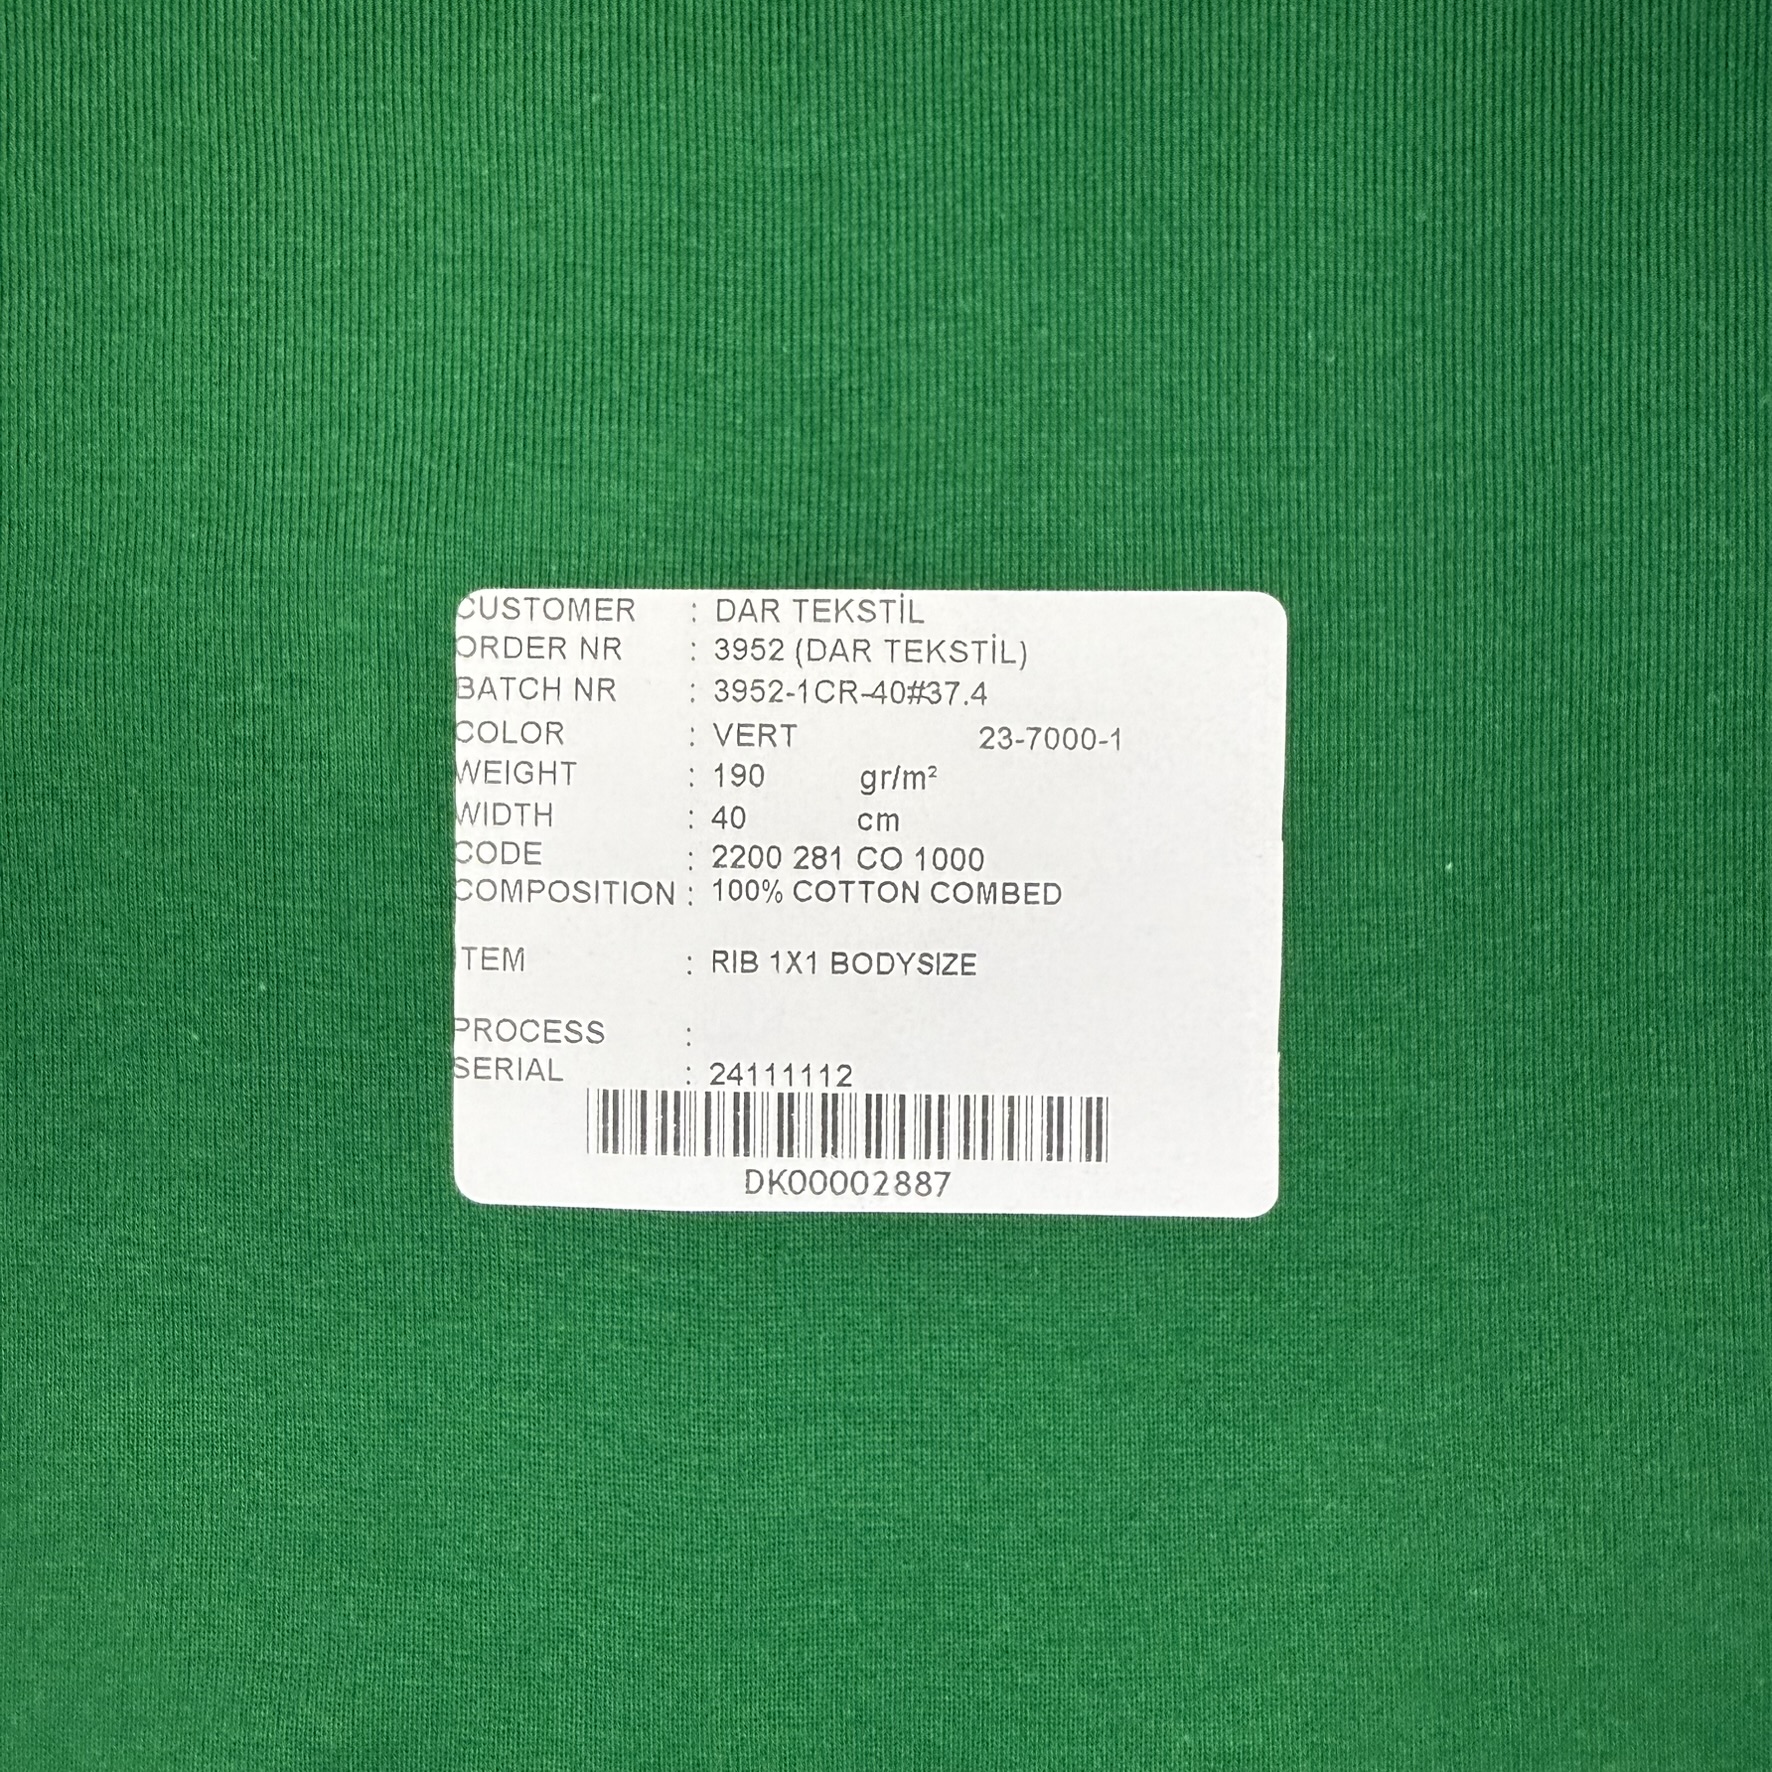 CUSTOMER : DAR TEKSTİL
ORDER NR : 3952 (DAR TEKSTİL)
BATCH NR : 3952-1CR-40#37.4
COLOR : VERT 23-7000-1
WEIGHT : 190 gr/m²
WIDTH : 40 cm
CODE : 2200 281 CO 1000
COMPOSITION : 100% COTTON COMBED
ITEM : RIB 1X1 BODYSIZE
PROCESS :
SERIAL : 24111112
DK00002887